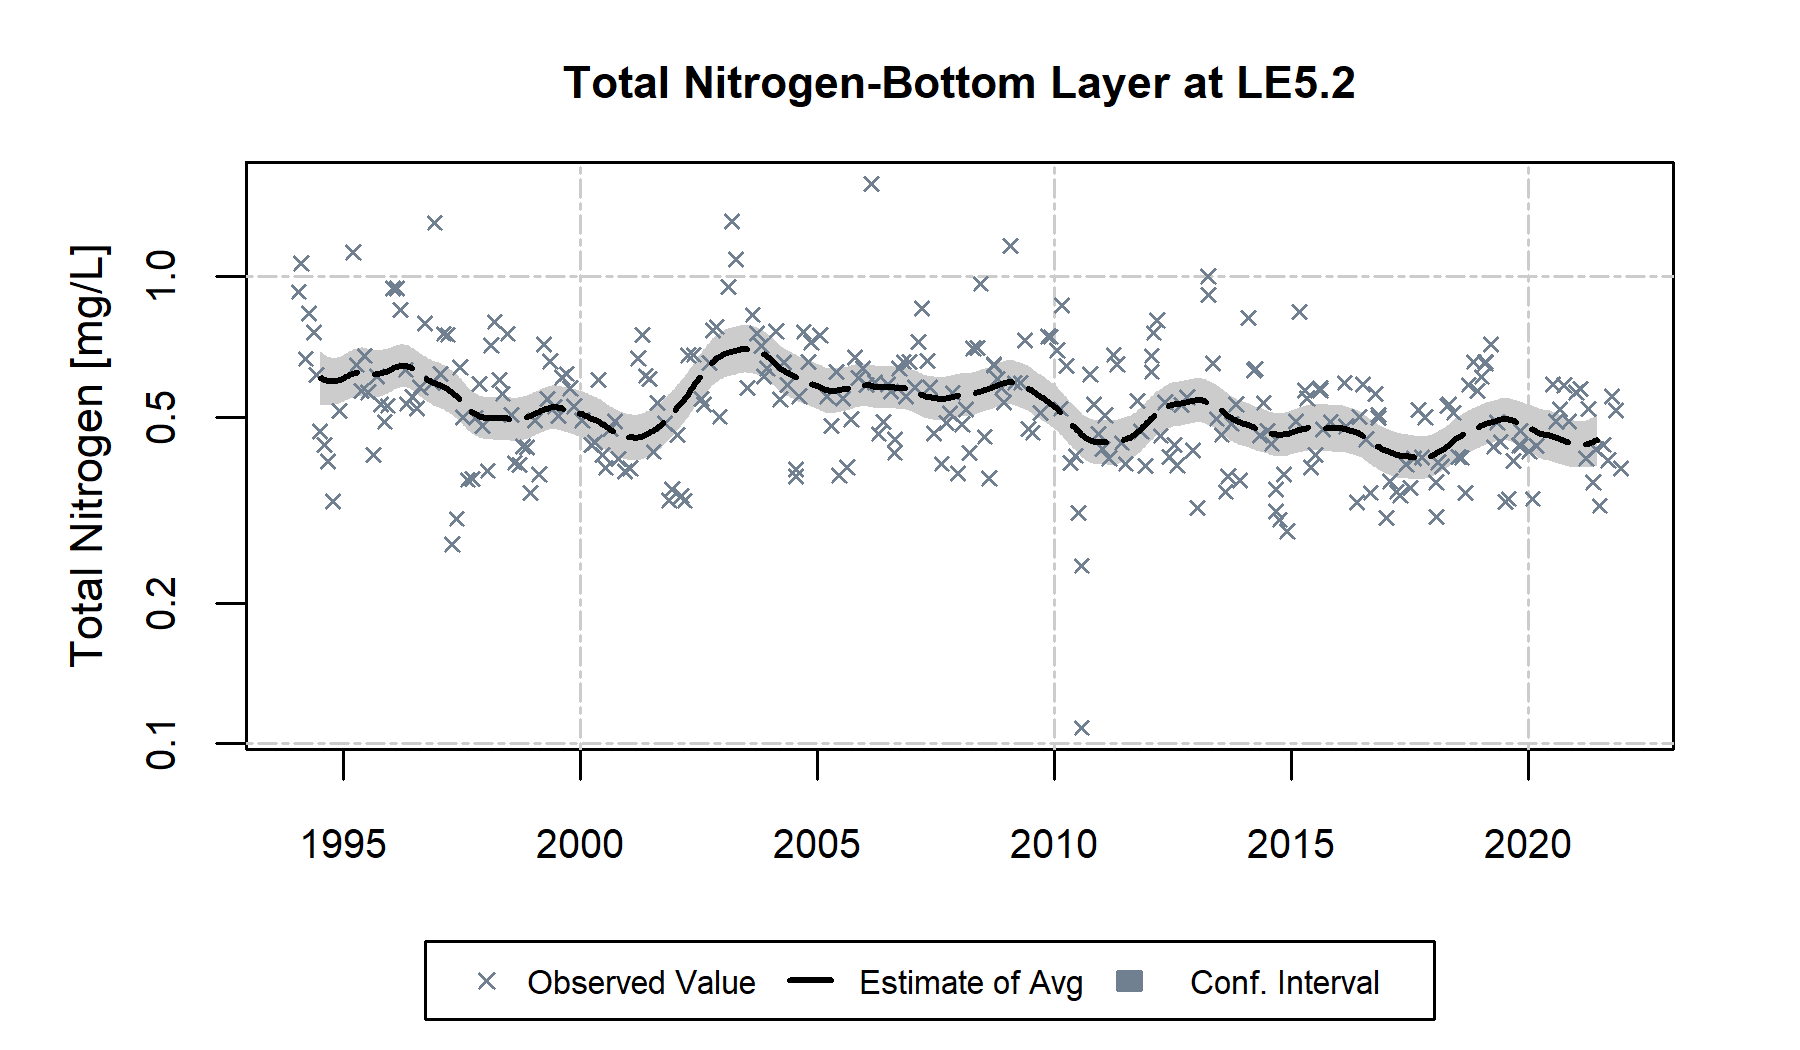 Total Nitrogen-Bottom Layer at LE5.2
Total Nitrogen [mg/L]
1.0
0.5
0.2
0.1
1995 2000 2005 2010 2015 2020
Observed Value Estimate of Avg Conf. Interval